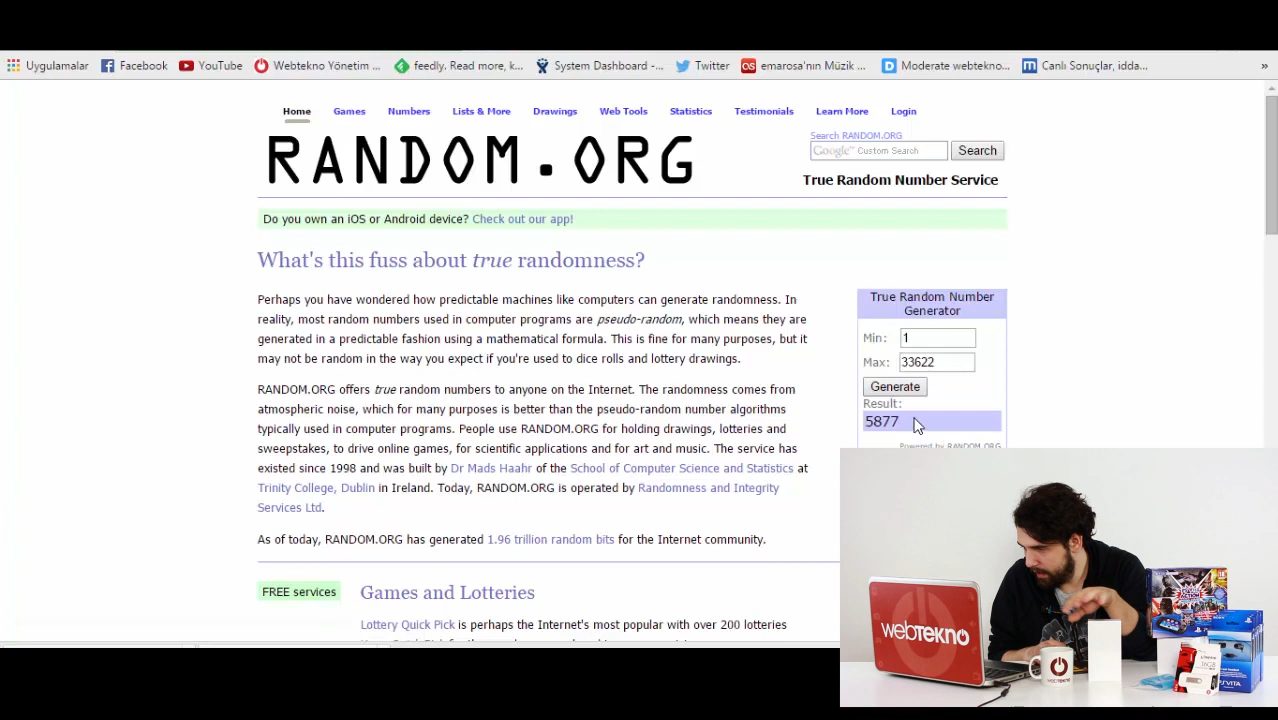 Uygulamalar Facebook YouTube Webtekno Yönetim ... feedly. Read more, k... System Dashboard -... Twitter emarosa'nın Müzik ... Moderate webtekno... Canlı Sonuçlar, idda... »
Home Games Numbers Lists & More Drawings Web Tools Statistics Testimonials Learn More Login
RANDOM.ORG
Search RANDOM.ORG
Google™ Custom Search Search
True Random Number Service
Do you own an iOS or Android device? Check out our app!
What's this fuss about true randomness?
Perhaps you have wondered how predictable machines like computers can generate randomness. In
reality, most random numbers used in computer programs are pseudo-random, which means they are
generated in a predictable fashion using a mathematical formula. This is fine for many purposes, but it
may not be random in the way you expect if you're used to dice rolls and lottery drawings.
RANDOM.ORG offers true random numbers to anyone on the Internet. The randomness comes from
atmospheric noise, which for many purposes is better than the pseudo-random number algorithms
typically used in computer programs. People use RANDOM.ORG for holding drawings, lotteries and
sweepstakes, to drive online games, for scientific applications and for art and music. The service has
existed since 1998 and was built by Dr Mads Haahr of the School of Computer Science and Statistics at
Trinity College, Dublin in Ireland. Today, RANDOM.ORG is operated by Randomness and Integrity
Services Ltd.
As of today, RANDOM.ORG has generated 1.96 trillion random bits for the Internet community.
True Random Number
Generator
Min: 1
Max: 33622
Generate
Result:
5877
Powered by RANDOM.ORG
FREE services
Games and Lotteries
Lottery Quick Pick is perhaps the Internet's most popular with over 200 lotteries
webtekno
16GB
PSVITA